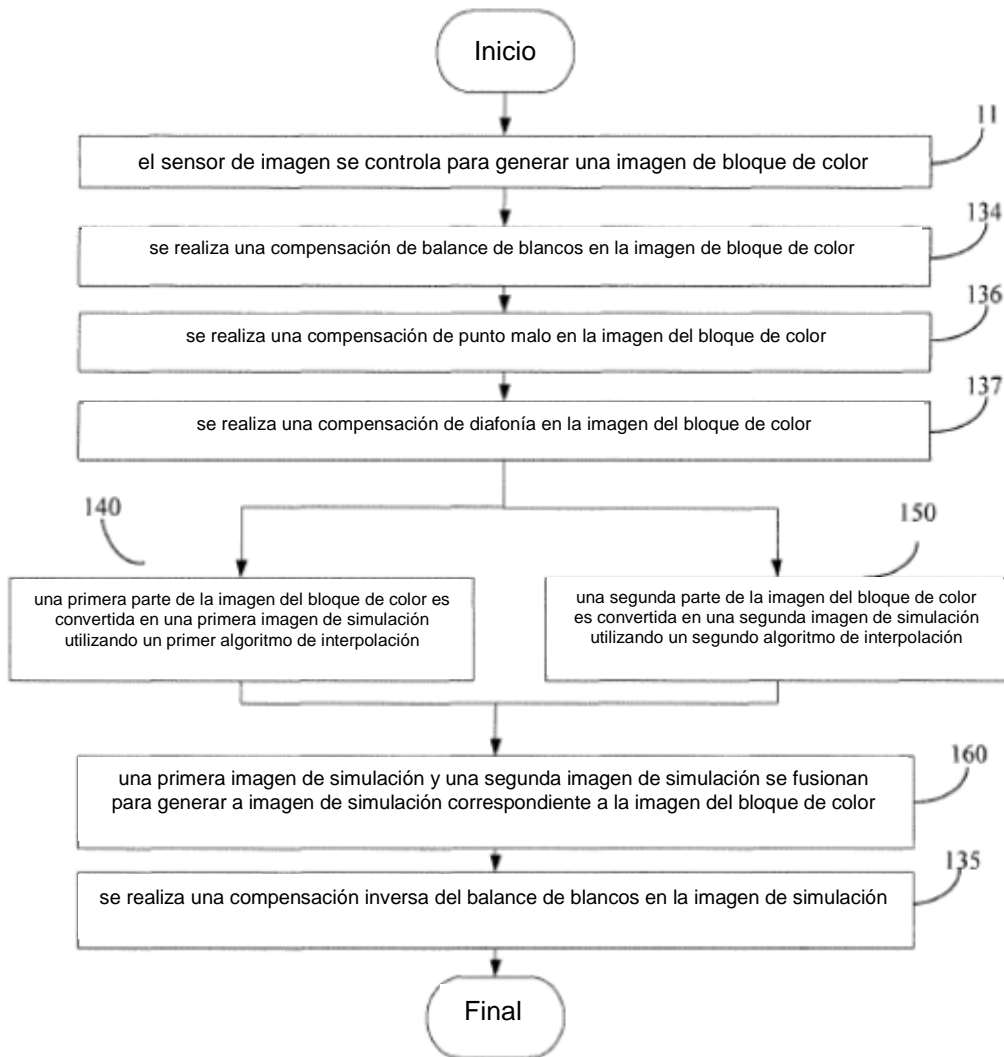 Inicio
11
el sensor de imagen se controla para generar una imagen de bloque de color
134
se realiza una compensación de balance de blancos en la imagen de bloque de color
136
se realiza una compensación de punto malo en la imagen del bloque de color
137
se realiza una compensación de diafonía en la imagen del bloque de color
140
una primera parte de la imagen del bloque de color es
convertida en una primera imagen de simulación
utilizando un primer algoritmo de interpolación
150
una segunda parte de la imagen del bloque de color
es convertida en una segunda imagen de simulación
utilizando un segundo algoritmo de interpolación
160
una primera imagen de simulación y una segunda imagen de simulación se fusionan
para generar a imagen de simulación correspondiente a la imagen del bloque de color
135
se realiza una compensación inversa del balance de blancos en la imagen de simulación
Final